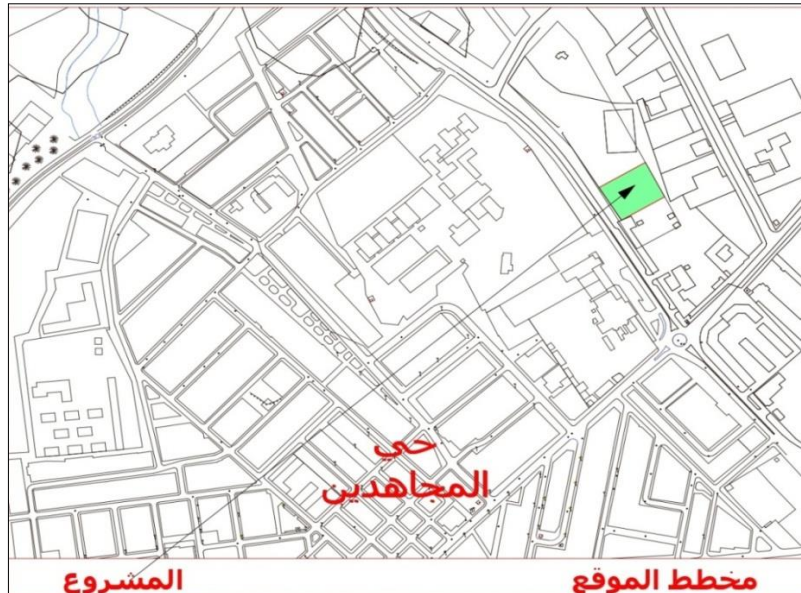 حي
المجاهدين
مخطط الموقع
المشروع